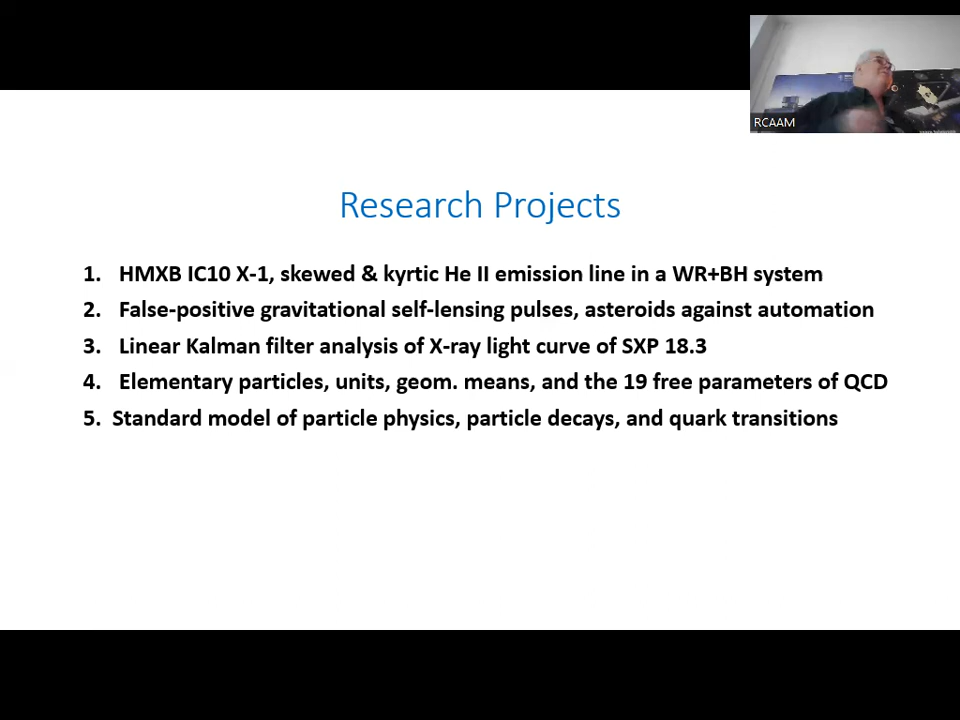 RCAAM
Research Projects
1. HMXB IC10 X-1, skewed & kyrtic He II emission line in a WR+BH system
2. False-positive gravitational self-lensing pulses, asteroids against automation
3. Linear Kalman filter analysis of X-ray light curve of SXP 18.3
4. Elementary particles, units, geom. means, and the 19 free parameters of QCD
5. Standard model of particle physics, particle decays, and quark transitions